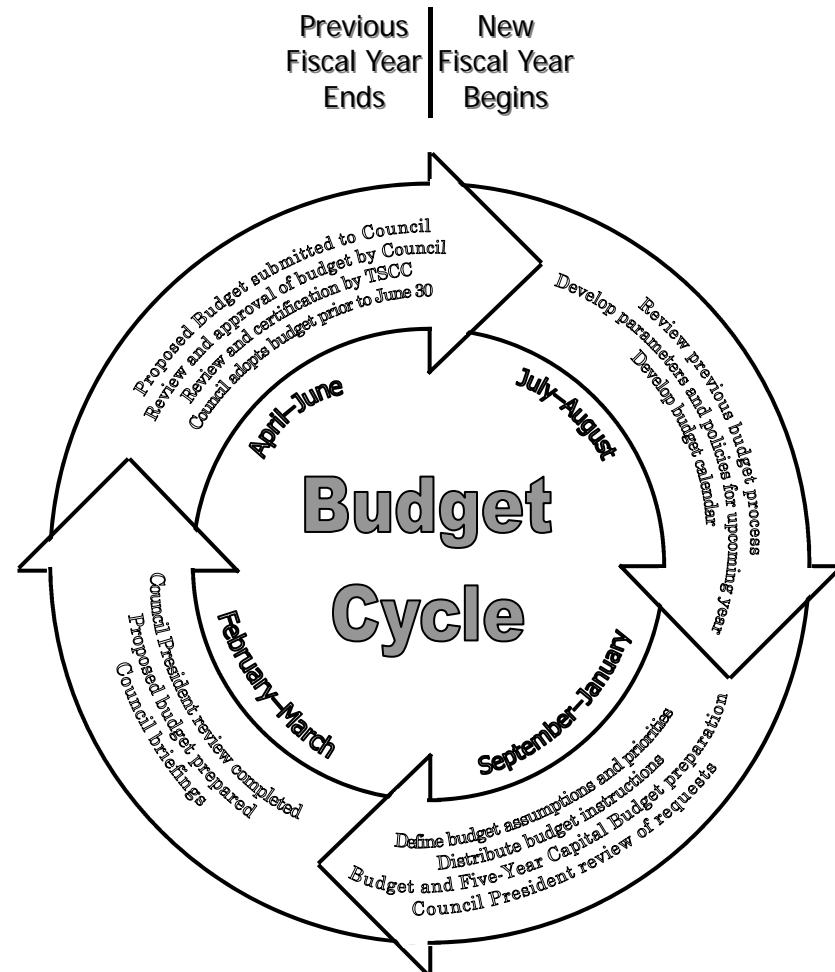 Previous
Fiscal Year
Ends
New
Fiscal Year
Begins
Proposed Budget submitted to Council
Review and approval of budget by Council
Review and certification by TSCC
Council adopts budget prior to June 30
April–June
Review previous budget process
Develop parameters and policies for upcoming year
Develop budget calendar
July–August
Budget
Cycle
September–January
Define budget assumptions and priorities
Distribute budget instructions
Budget and Five-Year Capital Budget preparation
Council President review of requests
February–March
Council President review completed
Proposed budget prepared
Council briefings